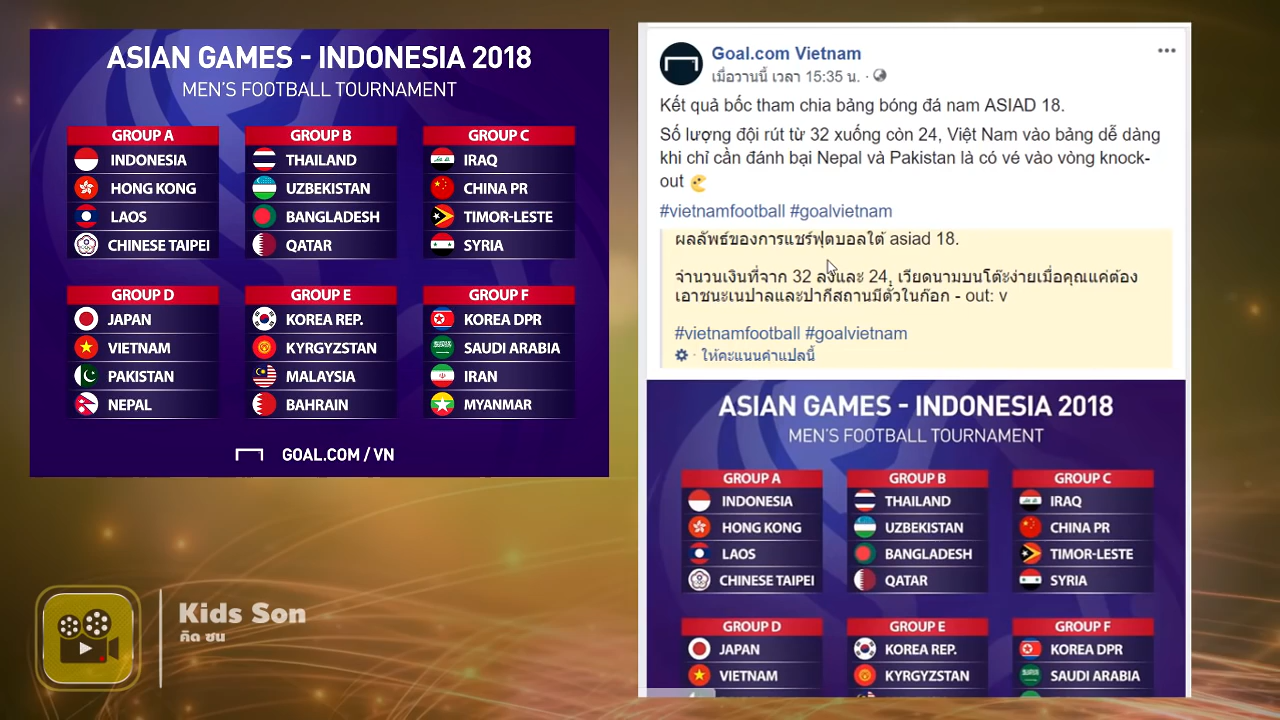 ASIAN GAMES - INDONESIA 2018
MEN'S FOOTBALL TOURNAMENT
GROUP A
INDONESIA
HONG KONG
LAOS
CHINESE TAIPEI
GROUP B
THAILAND
UZBEKISTAN
BANGLADESH
QATAR
GROUP C
IRAQ
CHINA PR
TIMOR-LESTE
SYRIA
GROUP D
JAPAN
VIETNAM
PAKISTAN
NEPAL
GROUP E
KOREA REP.
KYRGYZSTAN
MALAYSIA
BAHRAIN
GROUP F
KOREA DPR
SAUDI ARABIA
IRAN
MYANMAR
GOAL.COM / VN
Goal.com Vietnam
เมื่อวานนี้ เวลา 15:35 น. ·
Kết quả bốc tham chia bảng bóng đá nam ASIAD 18.
Số lượng đội rút từ 32 xuống còn 24, Việt Nam vào bảng dễ dàng
khi chỉ cần đánh bại Nepal và Pakistan là có vé vào vòng knock-
out
#vietnamfootball #goalvietnam
ผลลัพธ์ของการแชร์ฟุตบอลใต้ asiad 18.
จำนวนเงินที่จาก 32 ลงและ 24, เวียดนามบนโต๊ะง่ายเมื่อคุณแค่ต้อง
เอาชนะเนปาลและปากีสถานมีตั๋วในก๊อก - out: v
#vietnamfootball #goalvietnam
· ให้คะแนนคำแปลนี้
ASIAN GAMES - INDONESIA 2018
MEN'S FOOTBALL TOURNAMENT
GROUP A
INDONESIA
HONG KONG
LAOS
CHINESE TAIPEI
GROUP B
THAILAND
UZBEKISTAN
BANGLADESH
QATAR
GROUP C
IRAQ
CHINA PR
TIMOR-LESTE
SYRIA
GROUP D
JAPAN
VIETNAM
GROUP E
KOREA REP.
KYRGYZSTAN
GROUP F
KOREA DPR
SAUDI ARABIA
Kids Son
คิด ซน